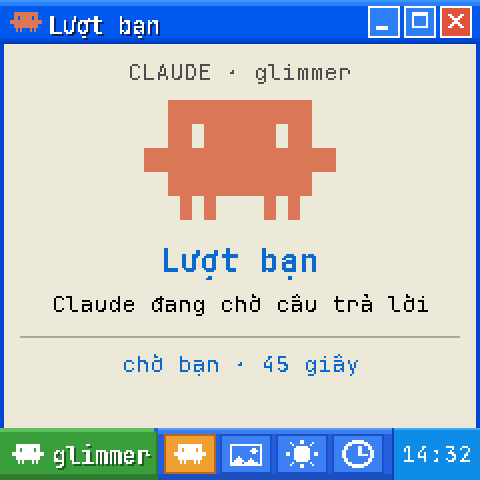 Lượt bạn
CLAUDE · glimmer
Lượt bạn
Claude đang chờ câu trả lời
chờ bạn · 45 giây
glimmer
14:32